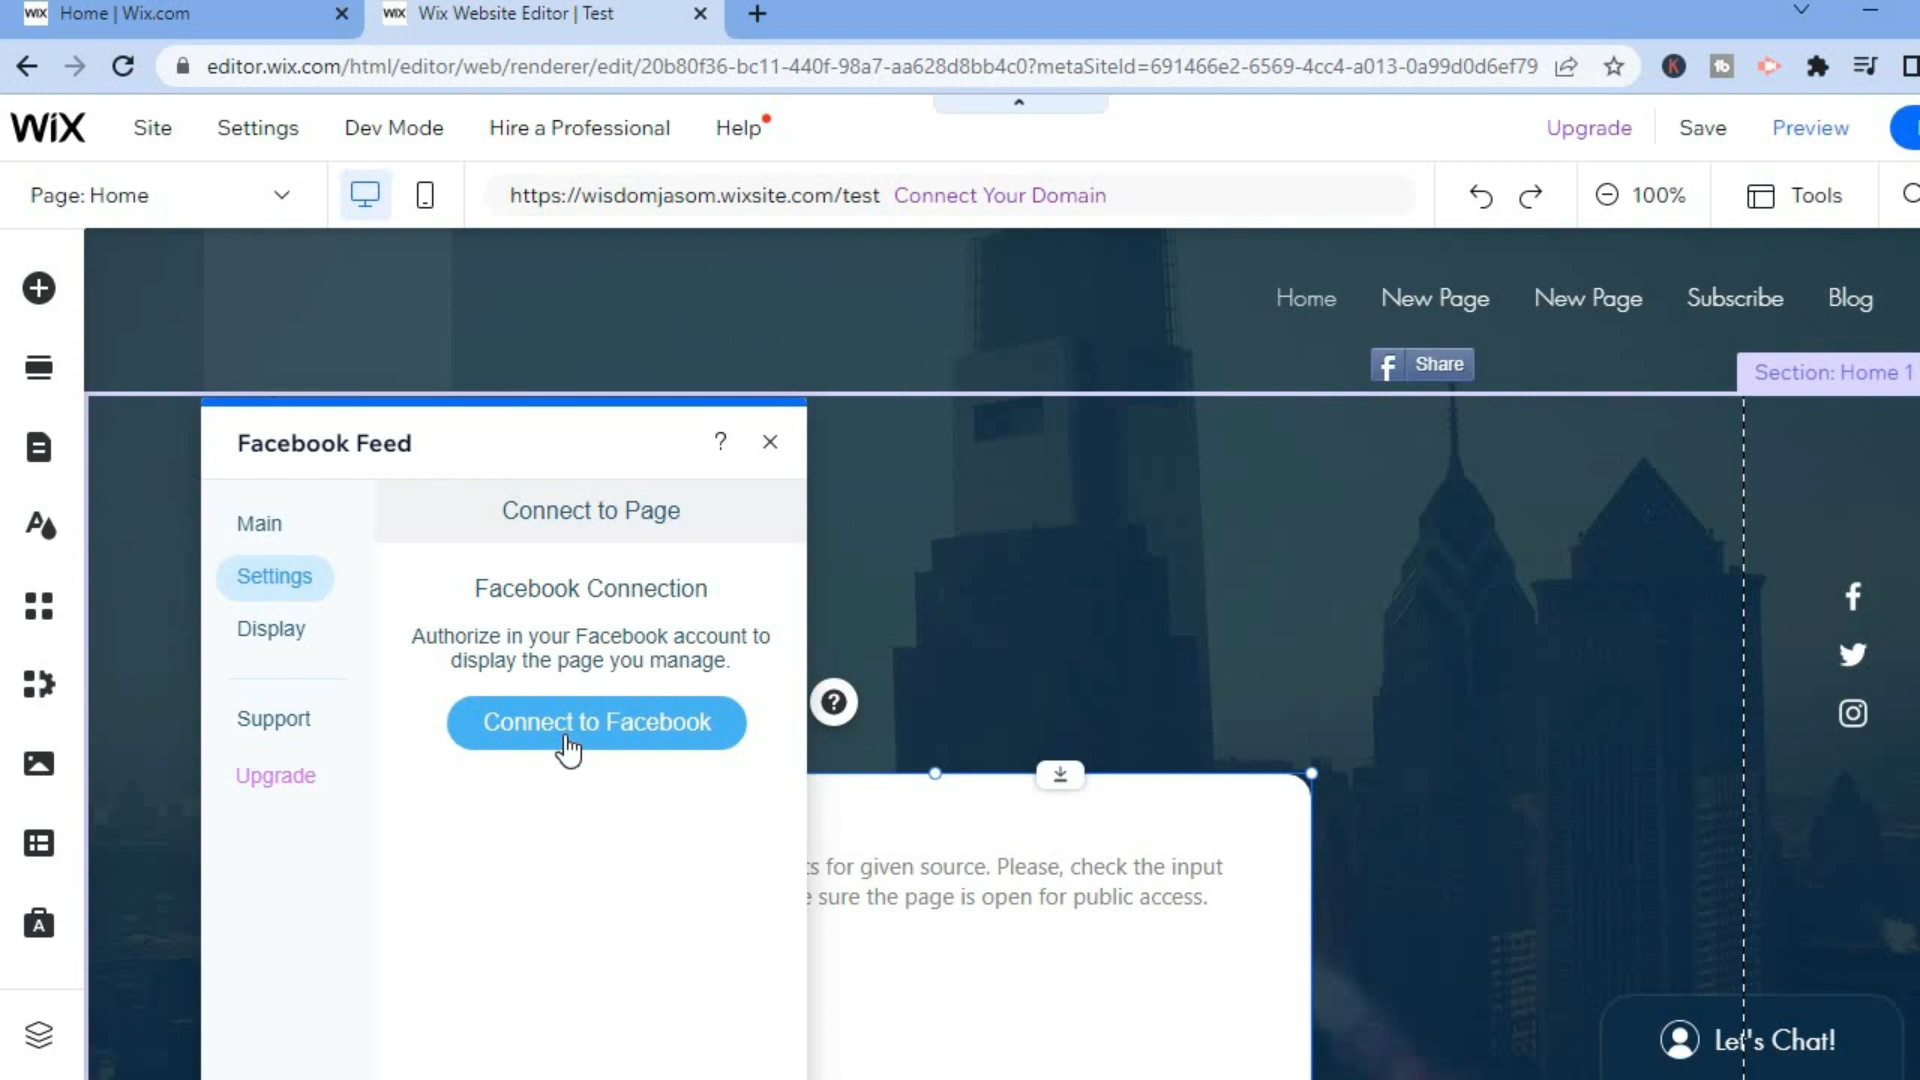 WIX Home | Wix.com
WIX Wix Website Editor | Test
editor.wix.com/html/editor/web/renderer/edit/20b80f36-bc11-440f-98a7-aa628d8bb4c0?metaSiteId=691466e2-6569-4cc4-a013-0a99d0d6ef79
K
tb
WiX Site Settings Dev Mode Hire a Professional Help Upgrade Save Preview
Page: Home https://wisdomjasom.wixsite.com/test Connect Your Domain 100% Tools
Home New Page New Page Subscribe Blog
f Share
Section: Home 1
Facebook Feed ? ×
Main
Settings
Display
Support
Upgrade
Connect to Page
Facebook Connection
Authorize in your Facebook account to
display the page you manage.
Connect to Facebook
?
for given source. Please, check the input
sure the page is open for public access.
A
Let's Chat!